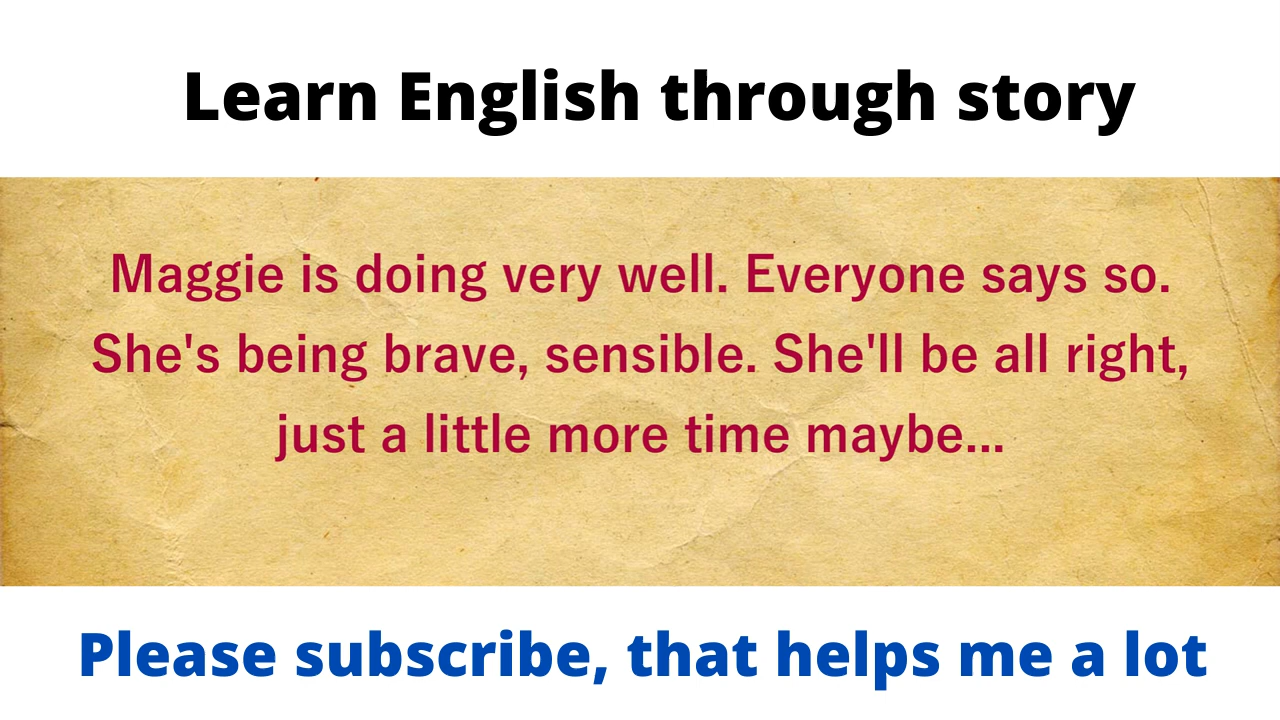 Learn English through story
Maggie is doing very well. Everyone says so.
She's being brave, sensible. She'll be all right,
just a little more time maybe...
Please subscribe, that helps me a lot